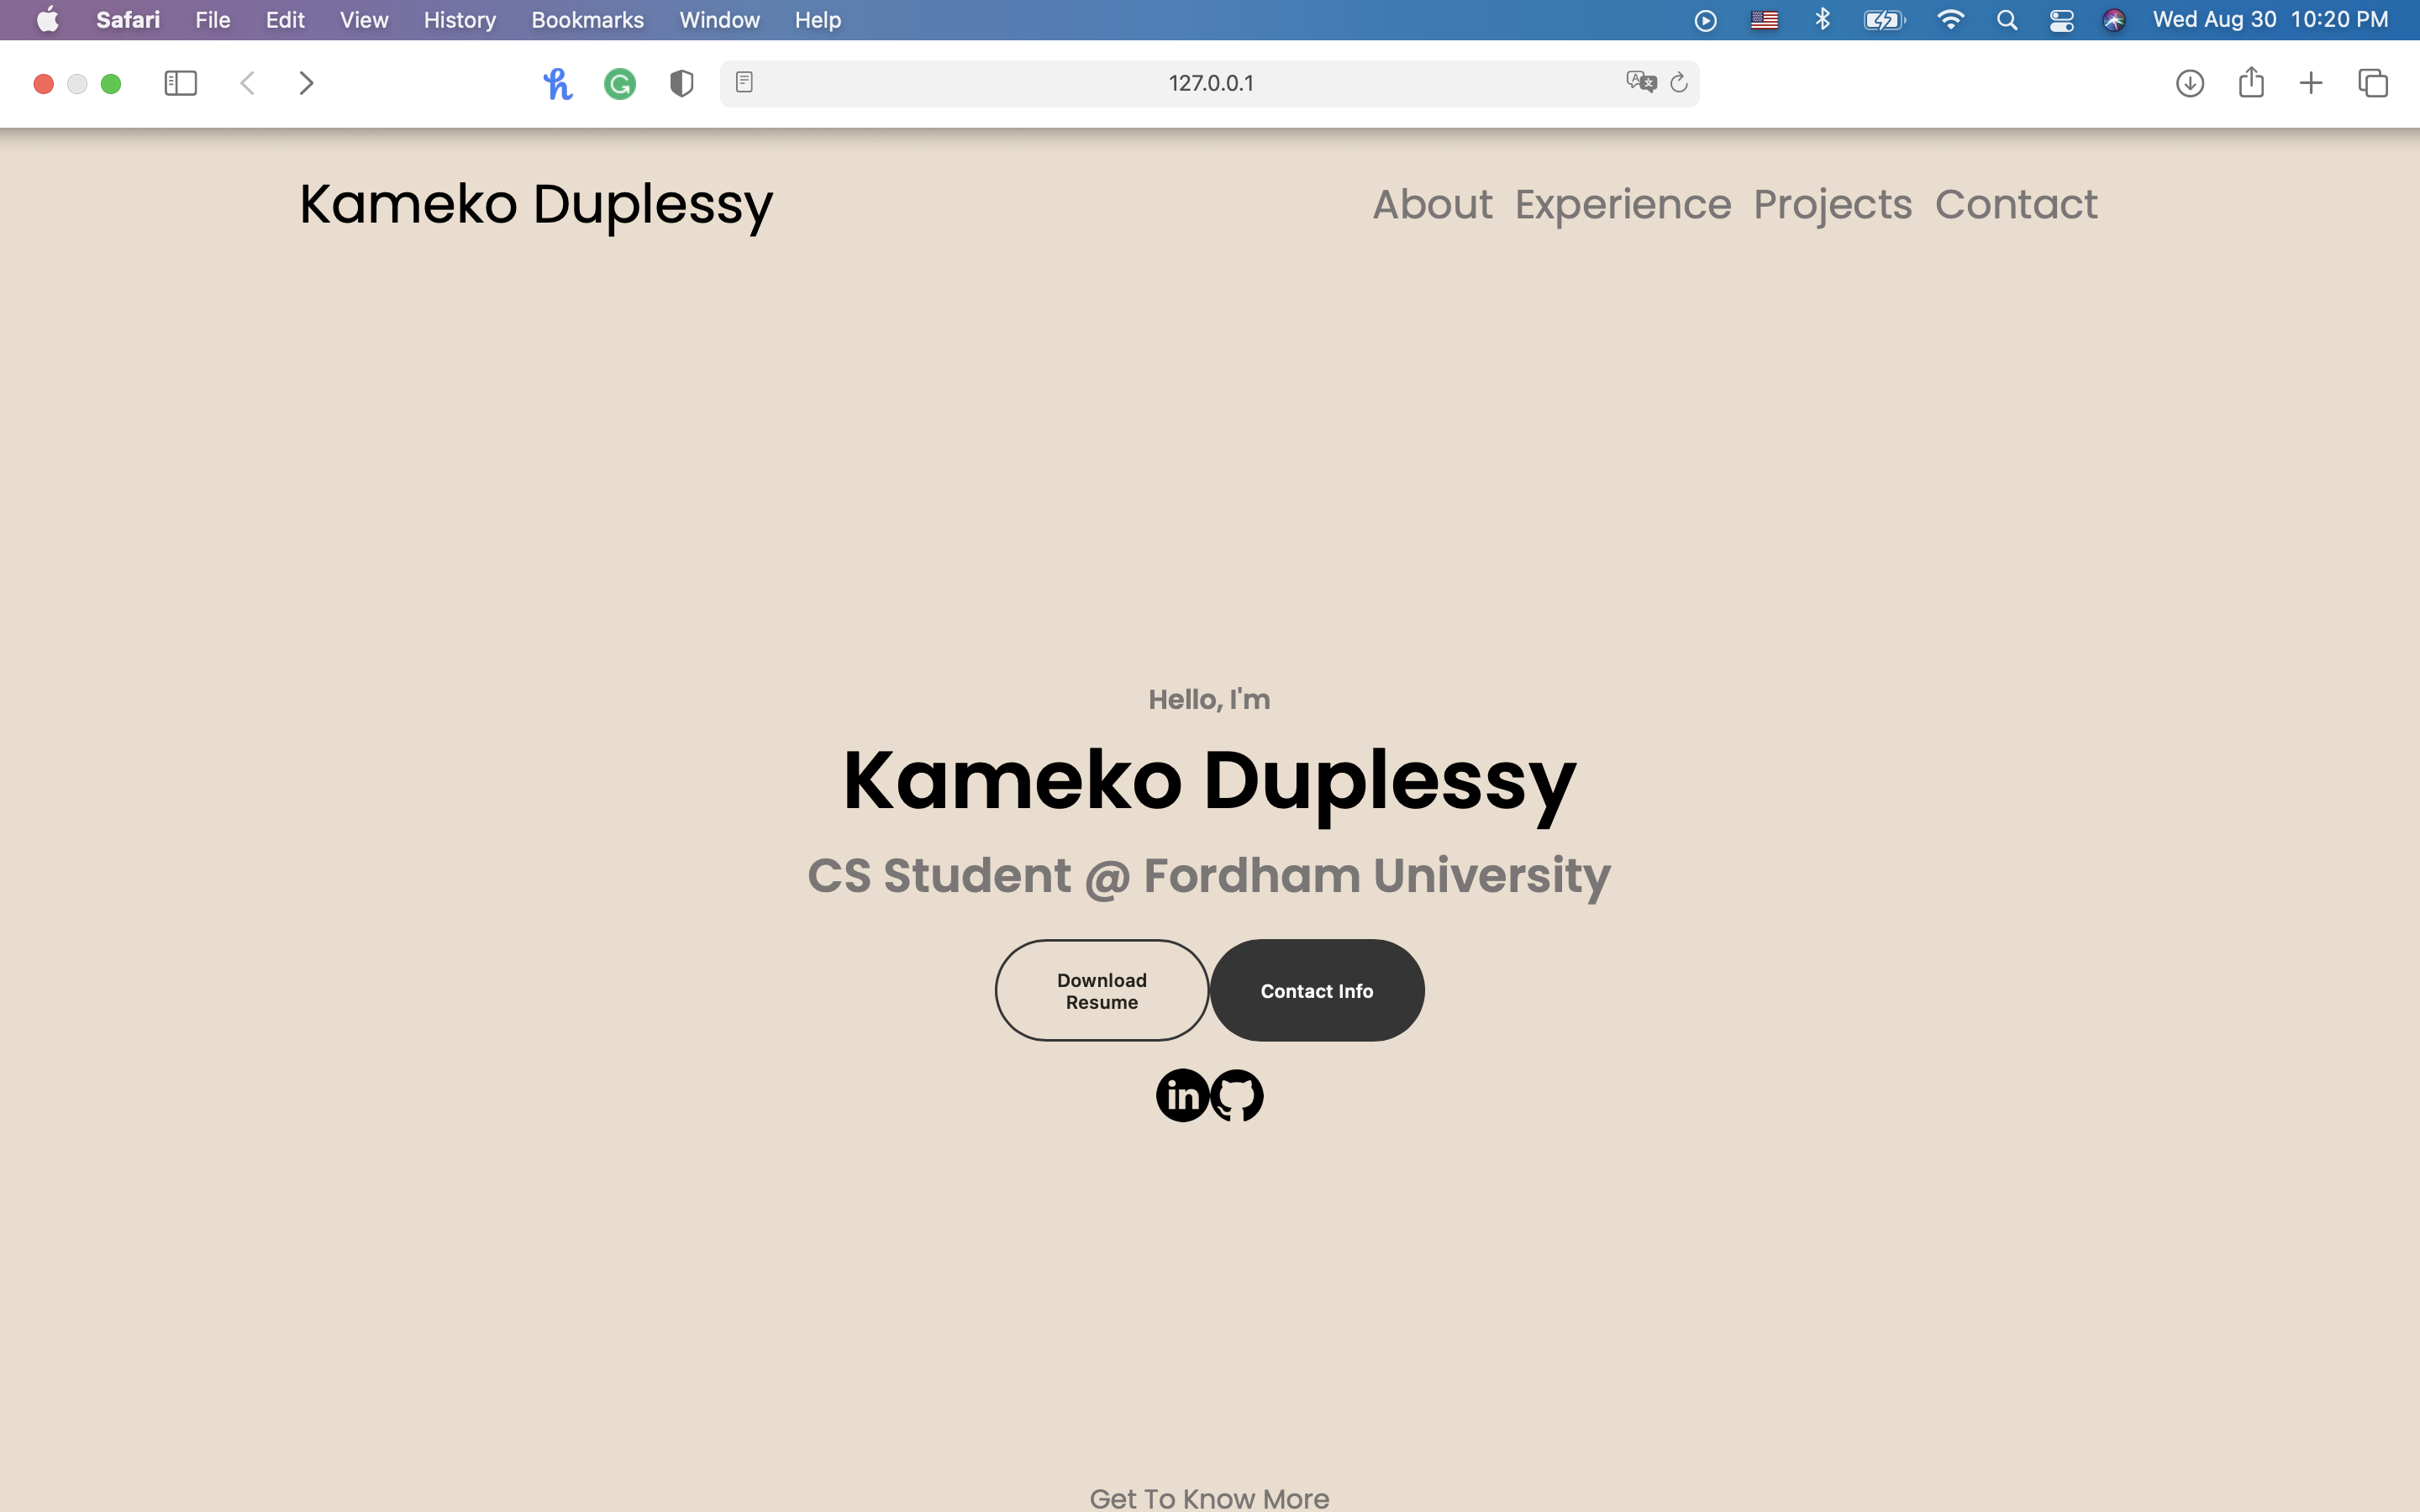 Safari File Edit View History Bookmarks Window Help Wed Aug 30 10:20 PM
127.0.0.1
Kameko Duplessy About Experience Projects Contact
Hello, I'm
Kameko Duplessy
CS Student @ Fordham University
Download
Resume
Contact Info
in
Get To Know More